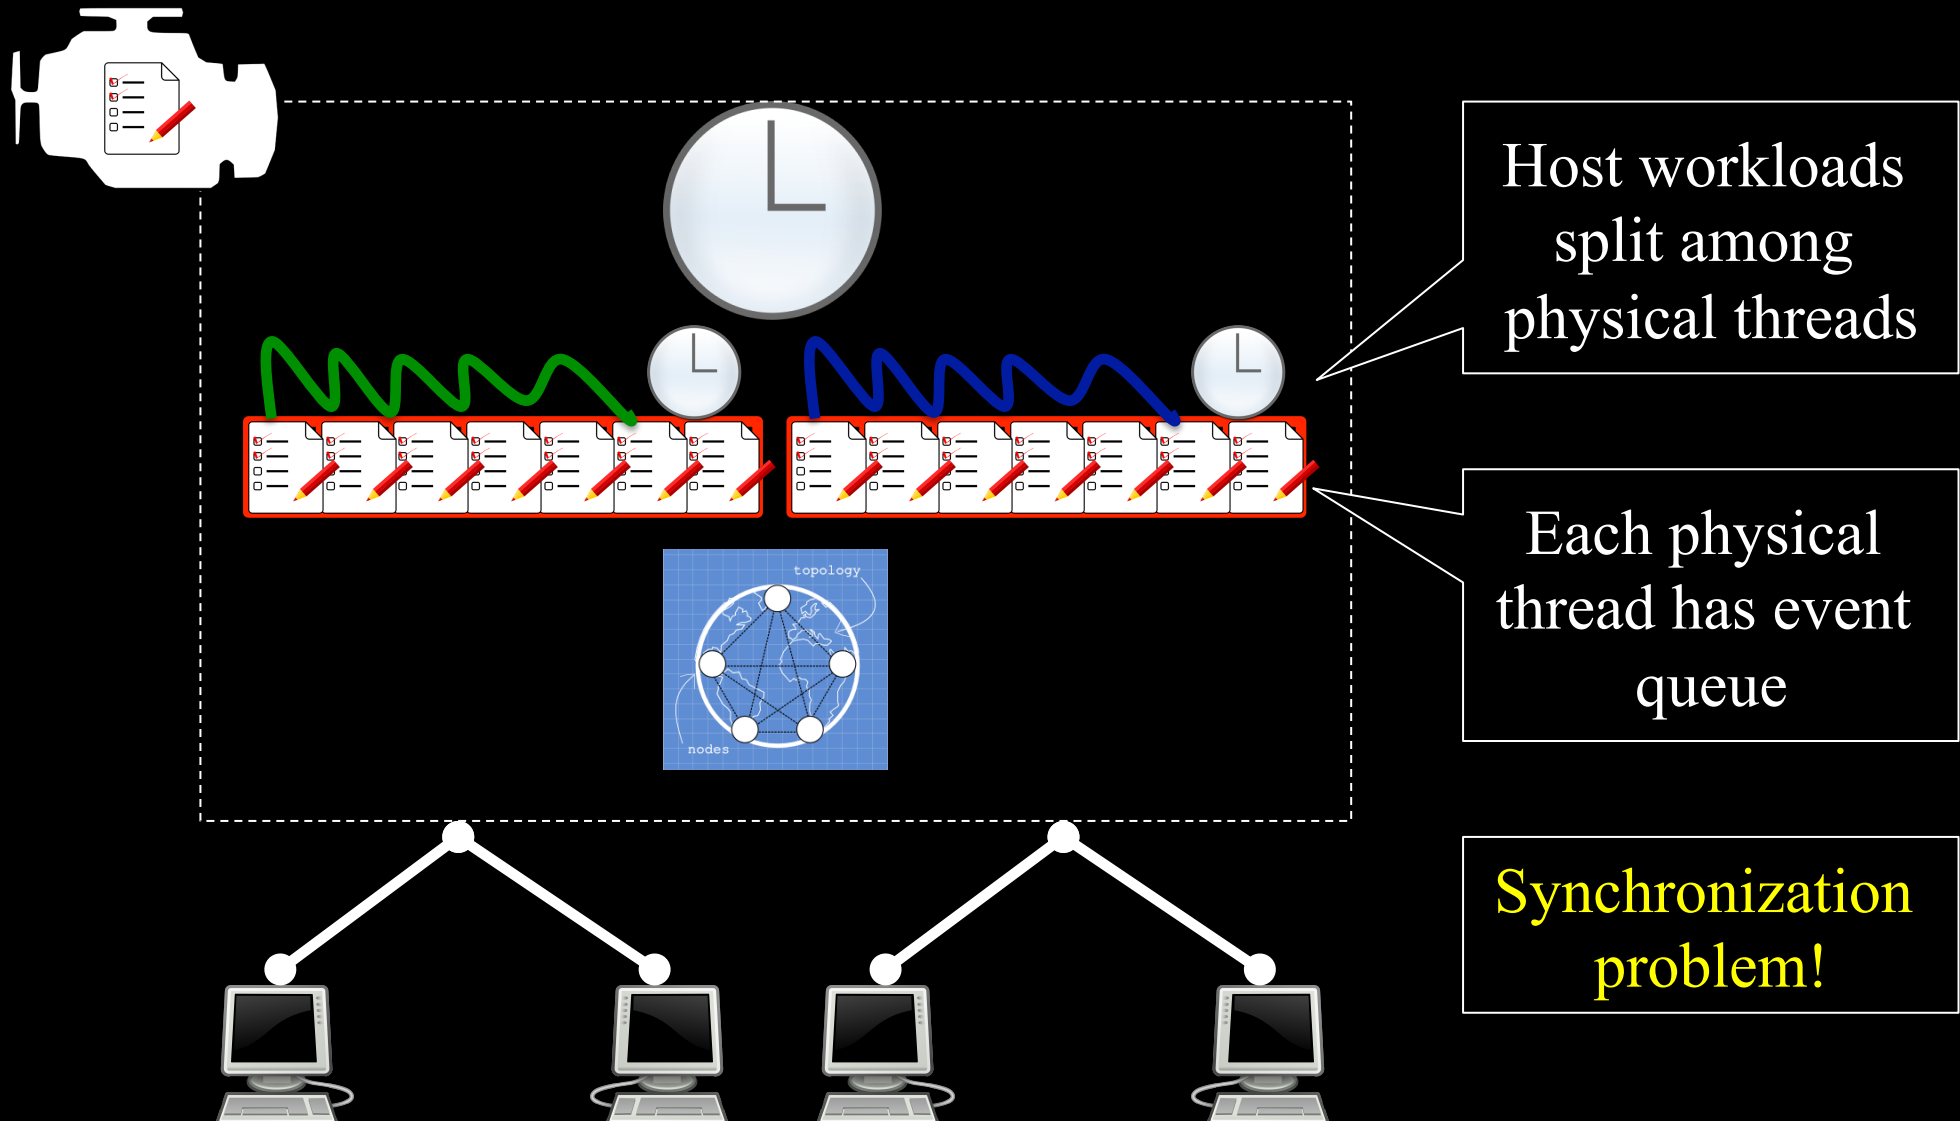 Host workloads
split among
physical threads
Each physical
thread has event
queue
topology
nodes
Synchronization
problem!